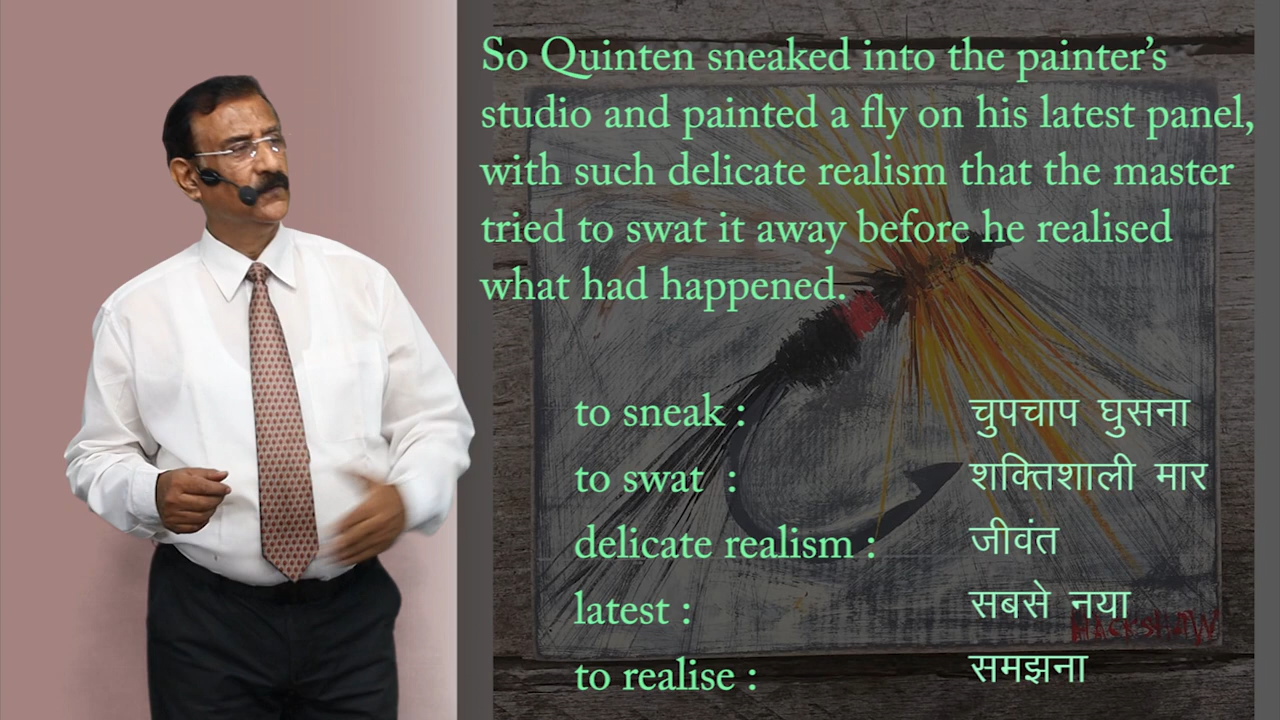 So Quinten sneaked into the painter’s
studio and painted a fly on his latest panel,
with such delicate realism that the master
tried to swat it away before he realised
what had happened.
to sneak : चुपचाप घुसना
to swat : शक्तिशाली मार
delicate realism : जीवंत
latest : सबसे नया
to realise : समझना